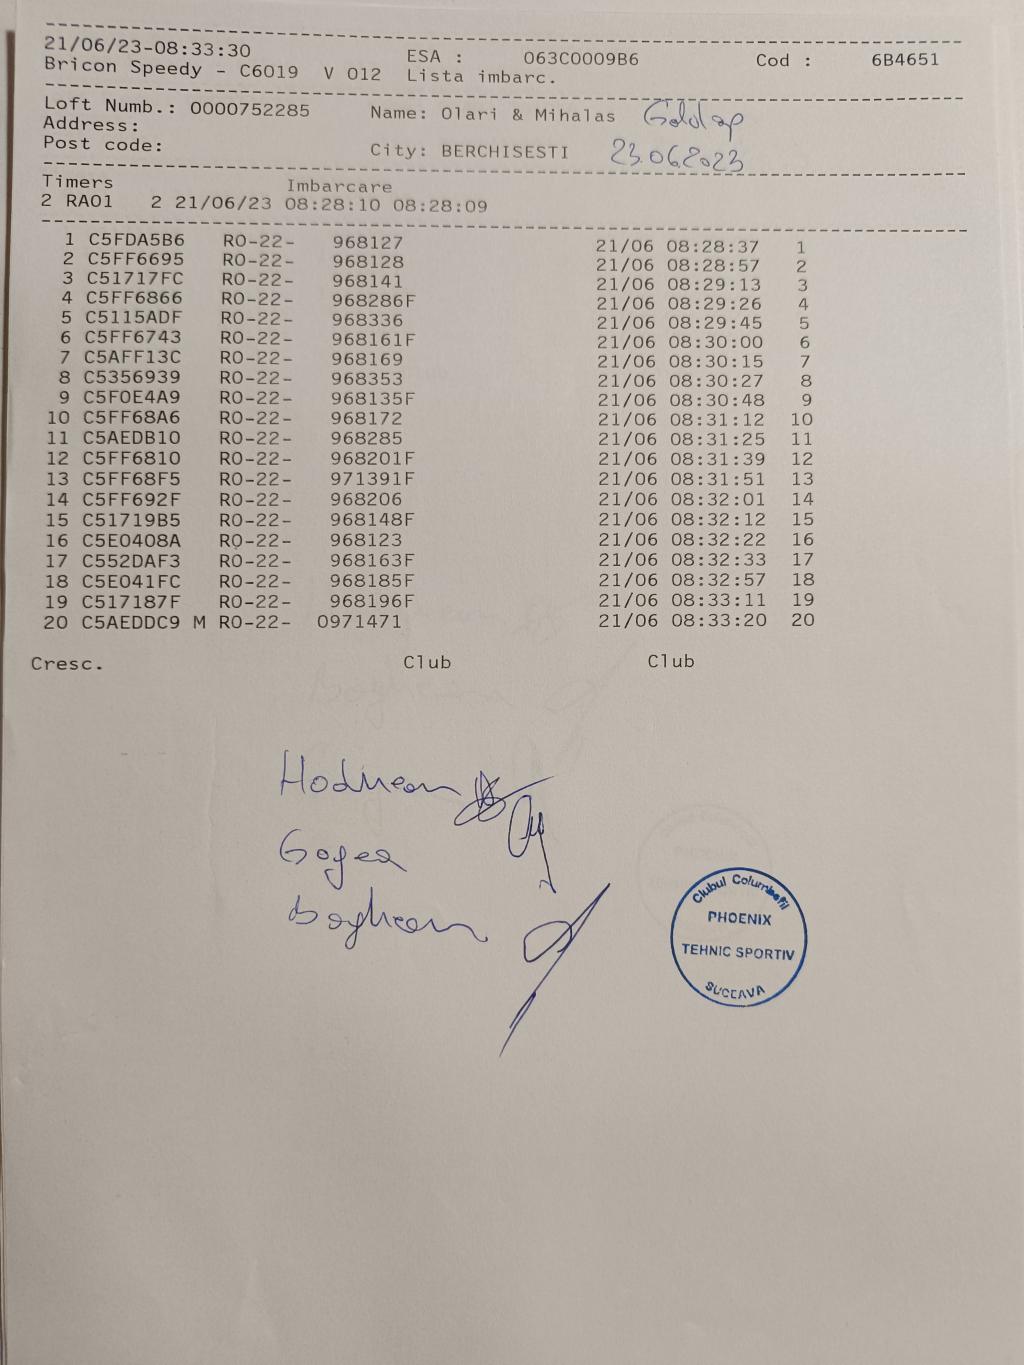 21/06/23-08:33:30 ESA : 063C0009B6 Cod : 6B4651
Bricon Speedy - C6019 V 012 Lista imbarc.
Loft Numb.: 0000752285 Name: Olari & Mihalas Goldap
Address:
Post code: City: BERCHISESTI 23.06.2023
Timers Imbarcare
2 RA01 2 21/06/23 08:28:10 08:28:09
1 C5FDA5B6 RO-22- 968127 21/06 08:28:37 1
2 C5FF6695 RO-22- 968128 21/06 08:28:57 2
3 C51717FC RO-22- 968141 21/06 08:29:13 3
4 C5FF6866 RO-22- 968286F 21/06 08:29:26 4
5 C5115ADF RO-22- 968336 21/06 08:29:45 5
6 C5FF6743 RO-22- 968161F 21/06 08:30:00 6
7 C5AFF13C RO-22- 968169 21/06 08:30:15 7
8 C5356939 RO-22- 968353 21/06 08:30:27 8
9 C5F0E4A9 RO-22- 968135F 21/06 08:30:48 9
10 C5FF68A6 RO-22- 968172 21/06 08:31:12 10
11 C5AEDB10 RO-22- 968285 21/06 08:31:25 11
12 C5FF6810 RO-22- 968201F 21/06 08:31:39 12
13 C5FF68F5 RO-22- 971391F 21/06 08:31:51 13
14 C5FF692F RO-22- 968206 21/06 08:32:01 14
15 C51719B5 RO-22- 968148F 21/06 08:32:12 15
16 C5E0408A RO-22- 968123 21/06 08:32:22 16
17 C552DAF3 RO-22- 968163F 21/06 08:32:33 17
18 C5E041FC RO-22- 968185F 21/06 08:32:57 18
19 C517187F RO-22- 968196F 21/06 08:33:11 19
20 C5AEDDC9 M RO-22- 0971471 21/06 08:33:20 20
Cresc. Club Club
Hodnean
Gogea
Boghean
Clubul Columbofil
PHOENIX
TEHNIC SPORTIV
SUCEAVA